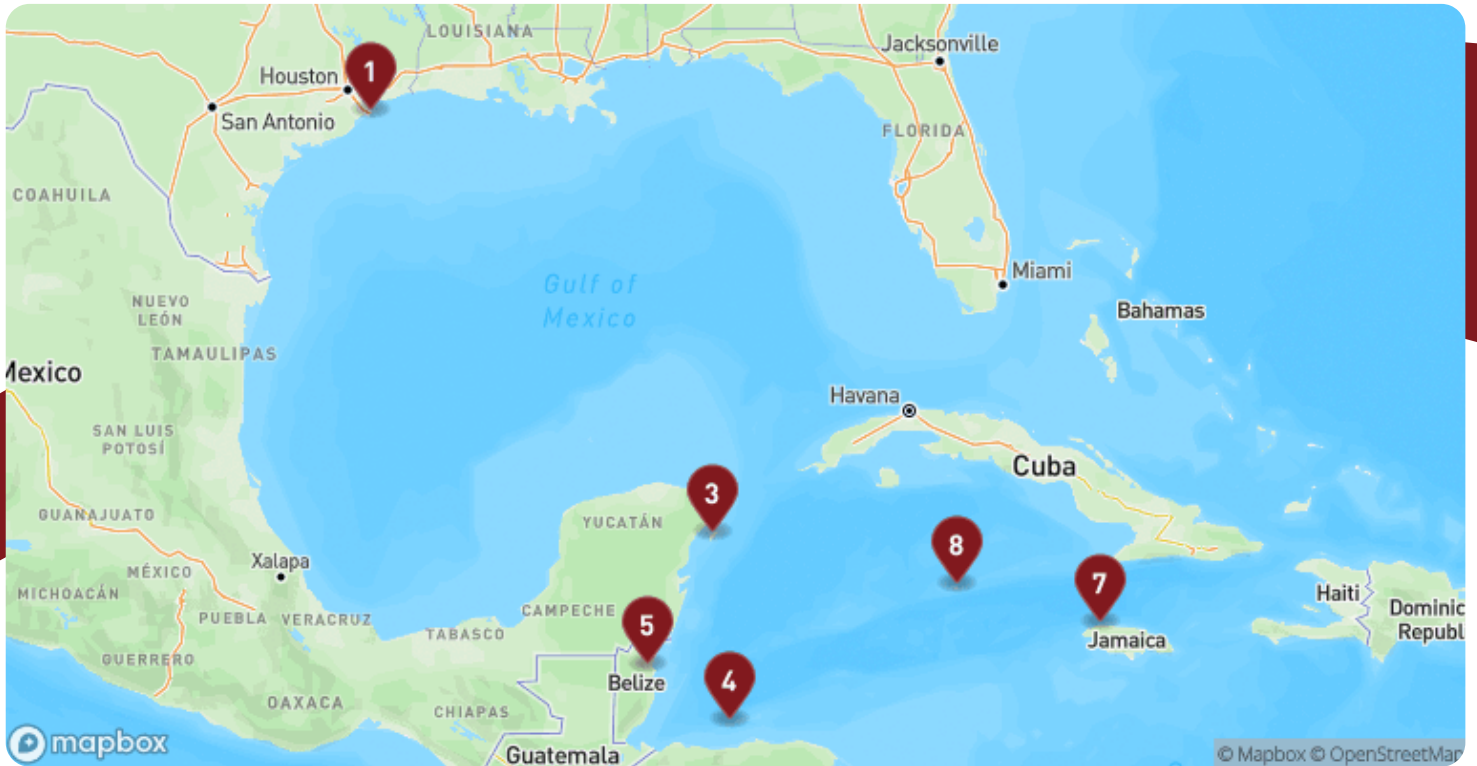 LOUISIANA
Jacksonville
Houston
1
San Antonio
FLORIDA
COAHUILA
Gulf of
Mexico
Miami
NUEVO
LEÓN
Bahamas
TAMAULIPAS
Mexico
Havana
SAN LUIS
POTOSÍ
Cuba
3
GUANAJUATO
YUCATÁN
8
Xalapa
MÉXICO
7
MICHOACÁN
Haiti
PUEBLA
VERACRUZ
CAMPECHE
Dominic
Republ
5
TABASCO
Jamaica
GUERRERO
Belize
4
OAXACA
CHIAPAS
mapbox
Guatemala
© Mapbox © OpenStreetMap